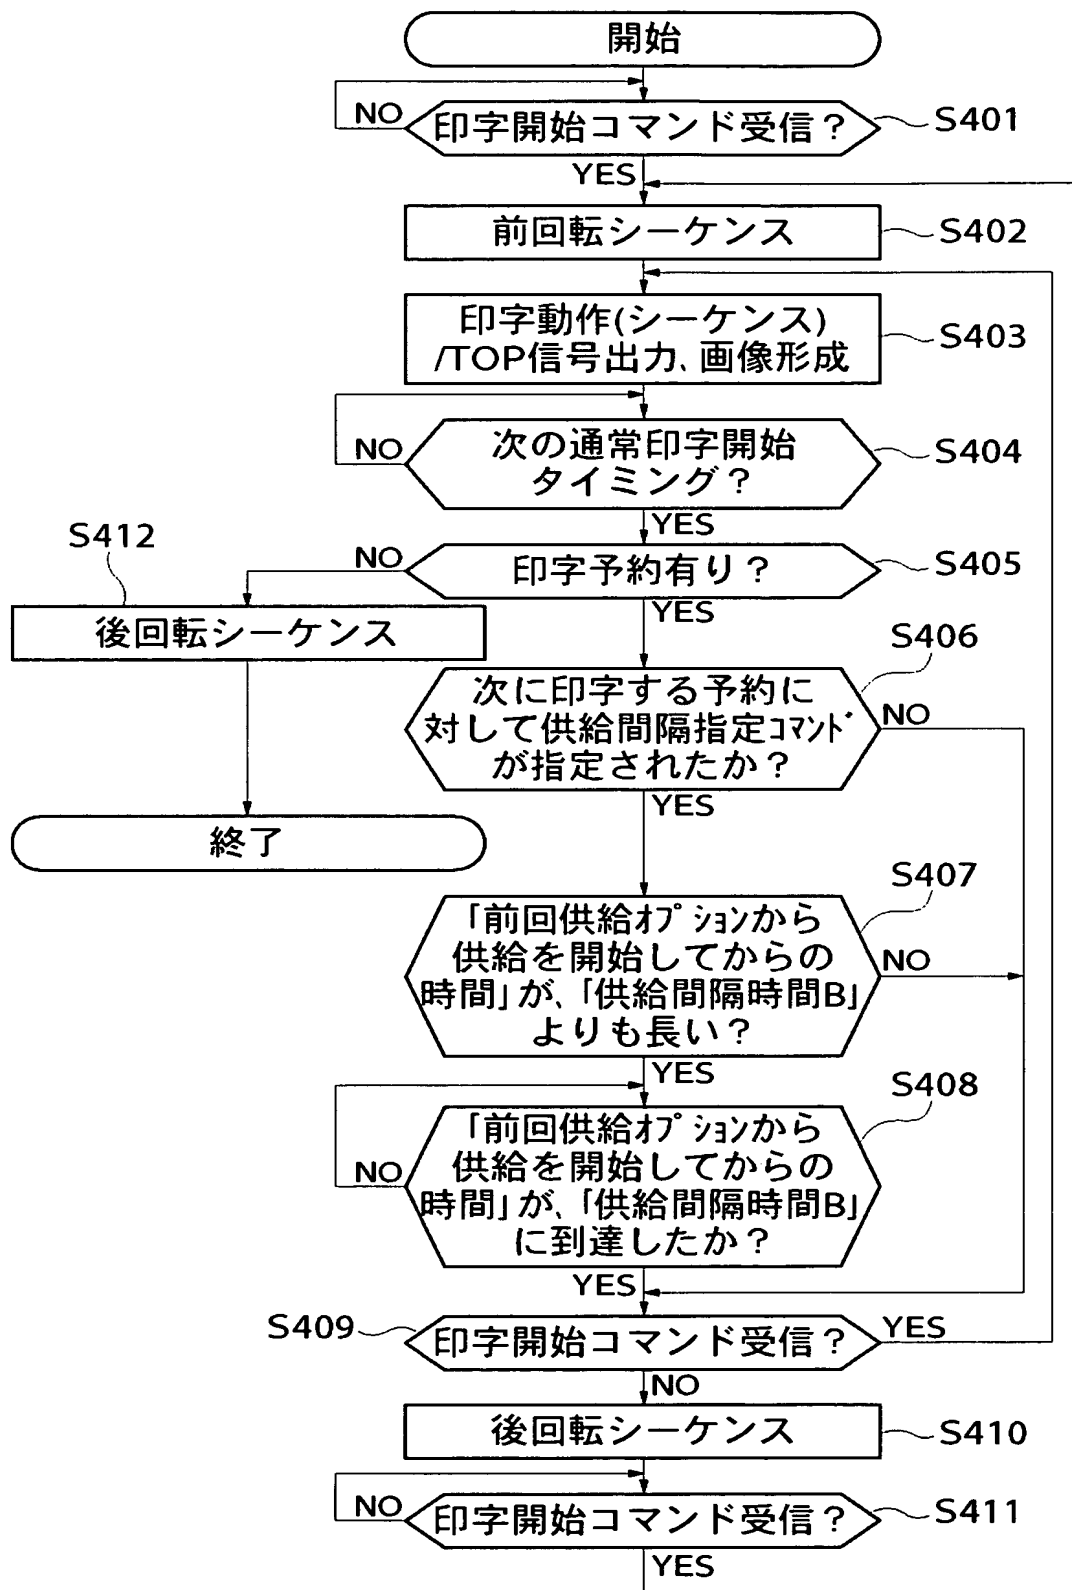 開始
NO
印字開始コマンド受信？
S401
YES
前回転シーケンス
S402
印字動作(シーケンス)
/TOP信号出力、画像形成
S403
NO
次の通常印字開始
タイミング？
S404
YES
S412
NO
印字予約有り？
S405
後回転シーケンス
YES
S406
次に印字する予約に
対して供給間隔指定ｺﾏﾝﾄﾞ
が指定されたか？
NO
YES
終了
S407
「前回供給ｵﾌﾟｼｮﾝから
供給を開始してからの
時間」が、「供給間隔時間B」
よりも長い？
NO
YES
S408
「前回供給ｵﾌﾟｼｮﾝから
供給を開始してからの
時間」が、「供給間隔時間B」
に到達したか？
NO
YES
S409
印字開始コマンド受信？
YES
NO
後回転シーケンス
S410
NO
印字開始コマンド受信？
S411
YES